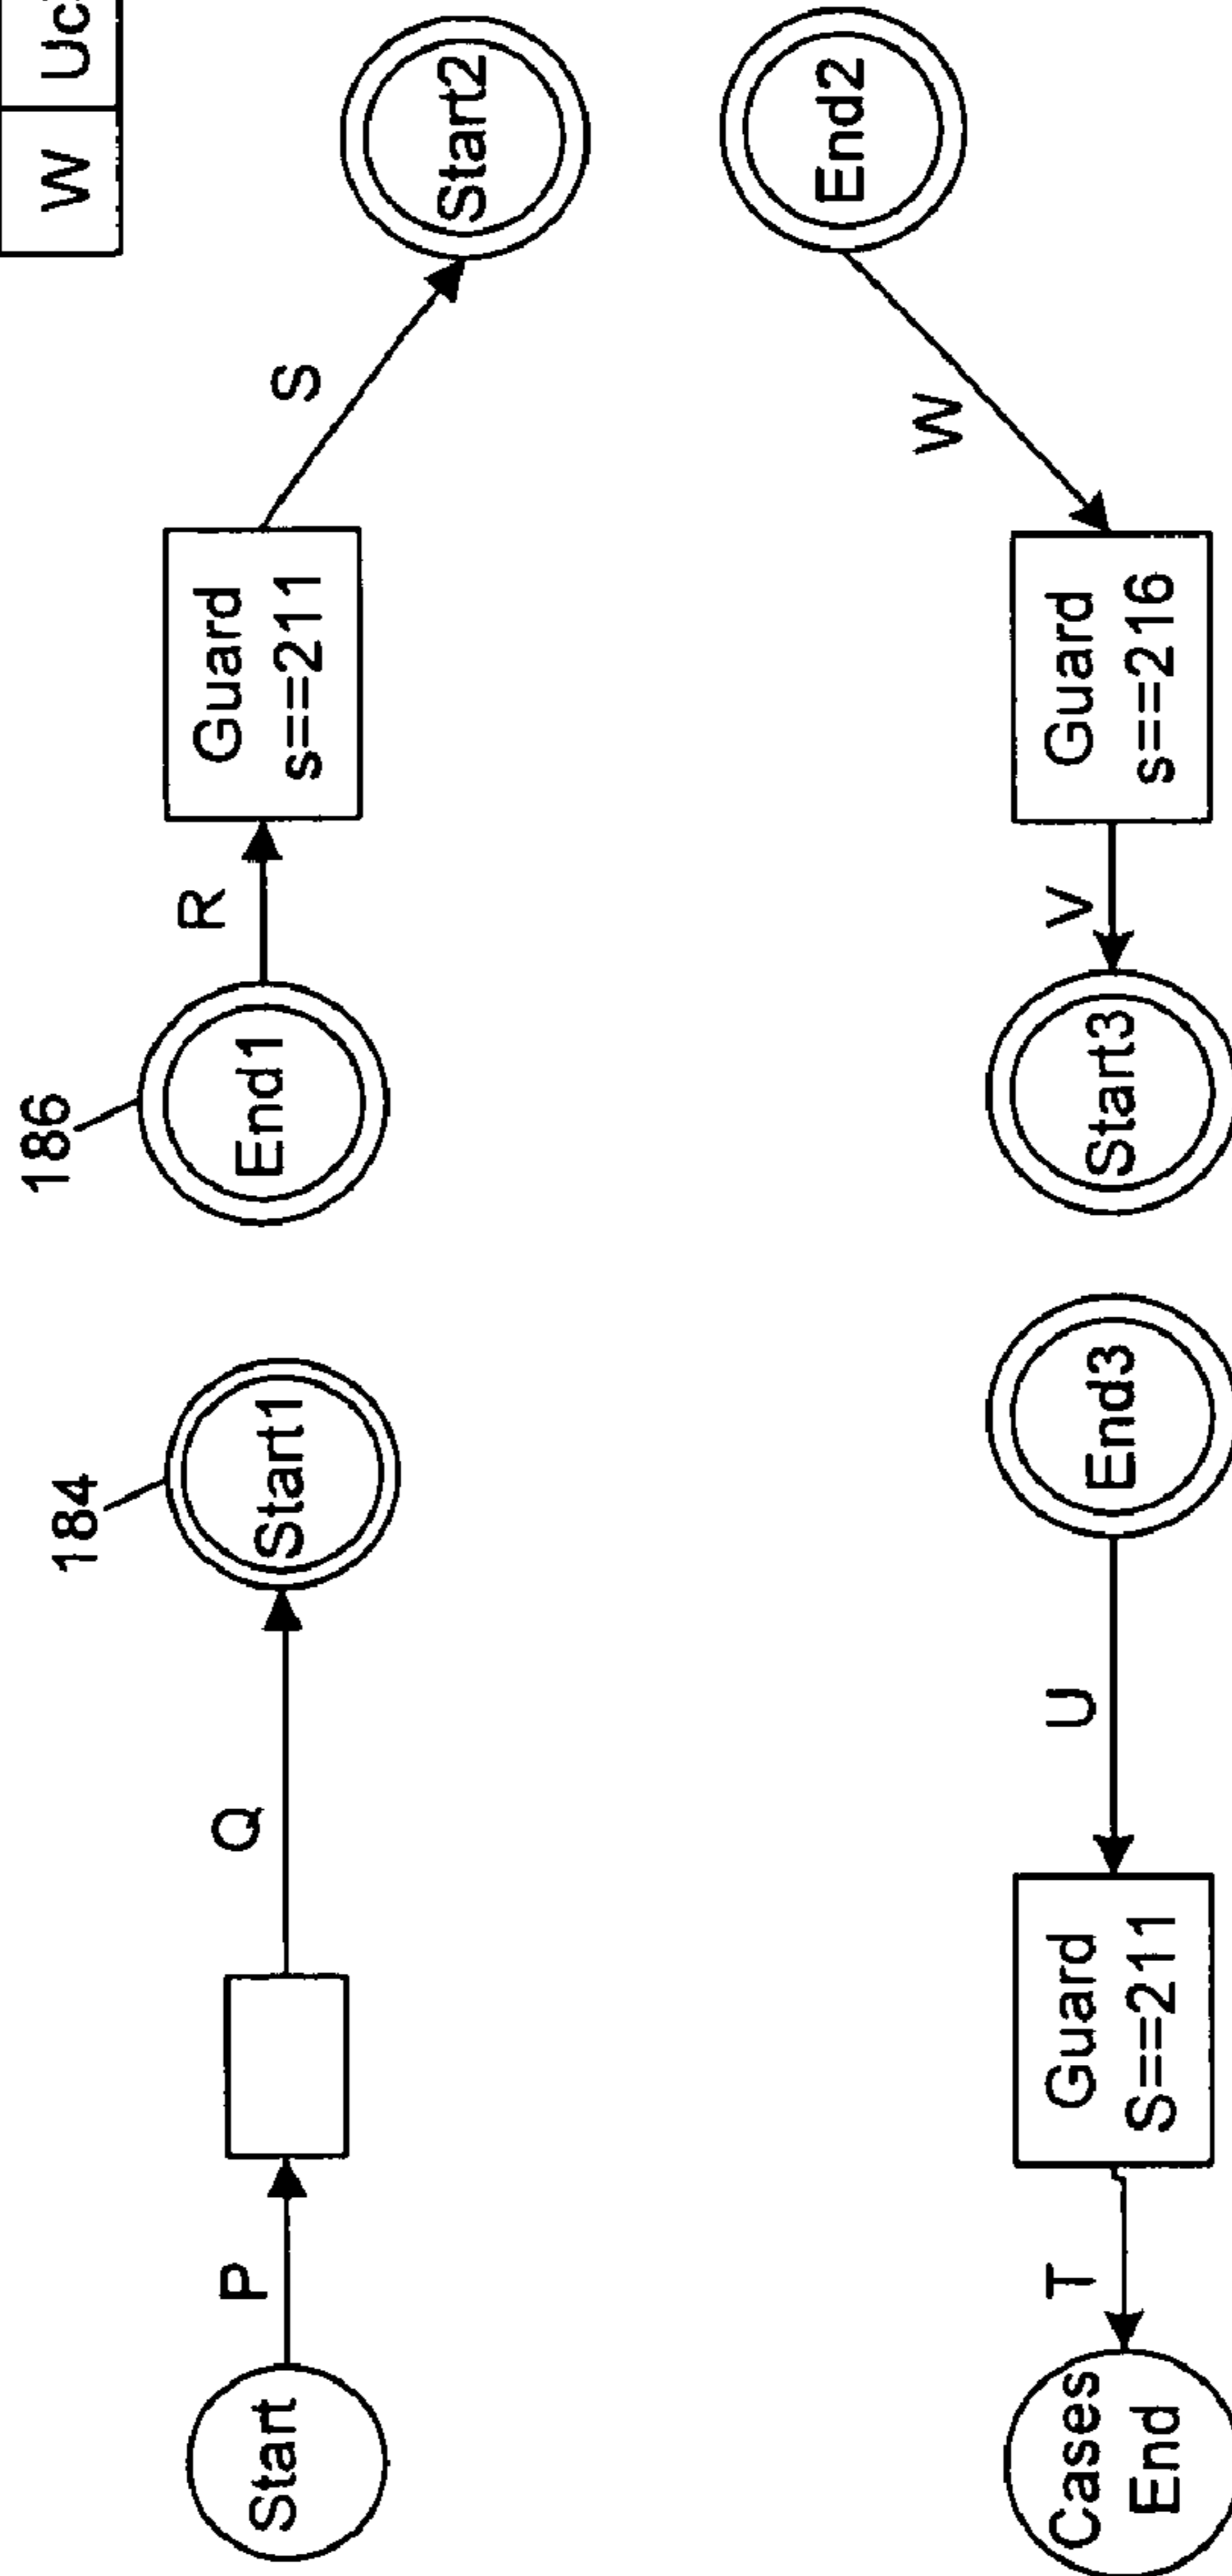 W
Uc
186
184
Start
P
Q
Start1
End1
R
Guard
s==211
S
Start2
Cases
End
T
Guard
S==211
U
End3
Start3
V
Guard
s==216
W
End2